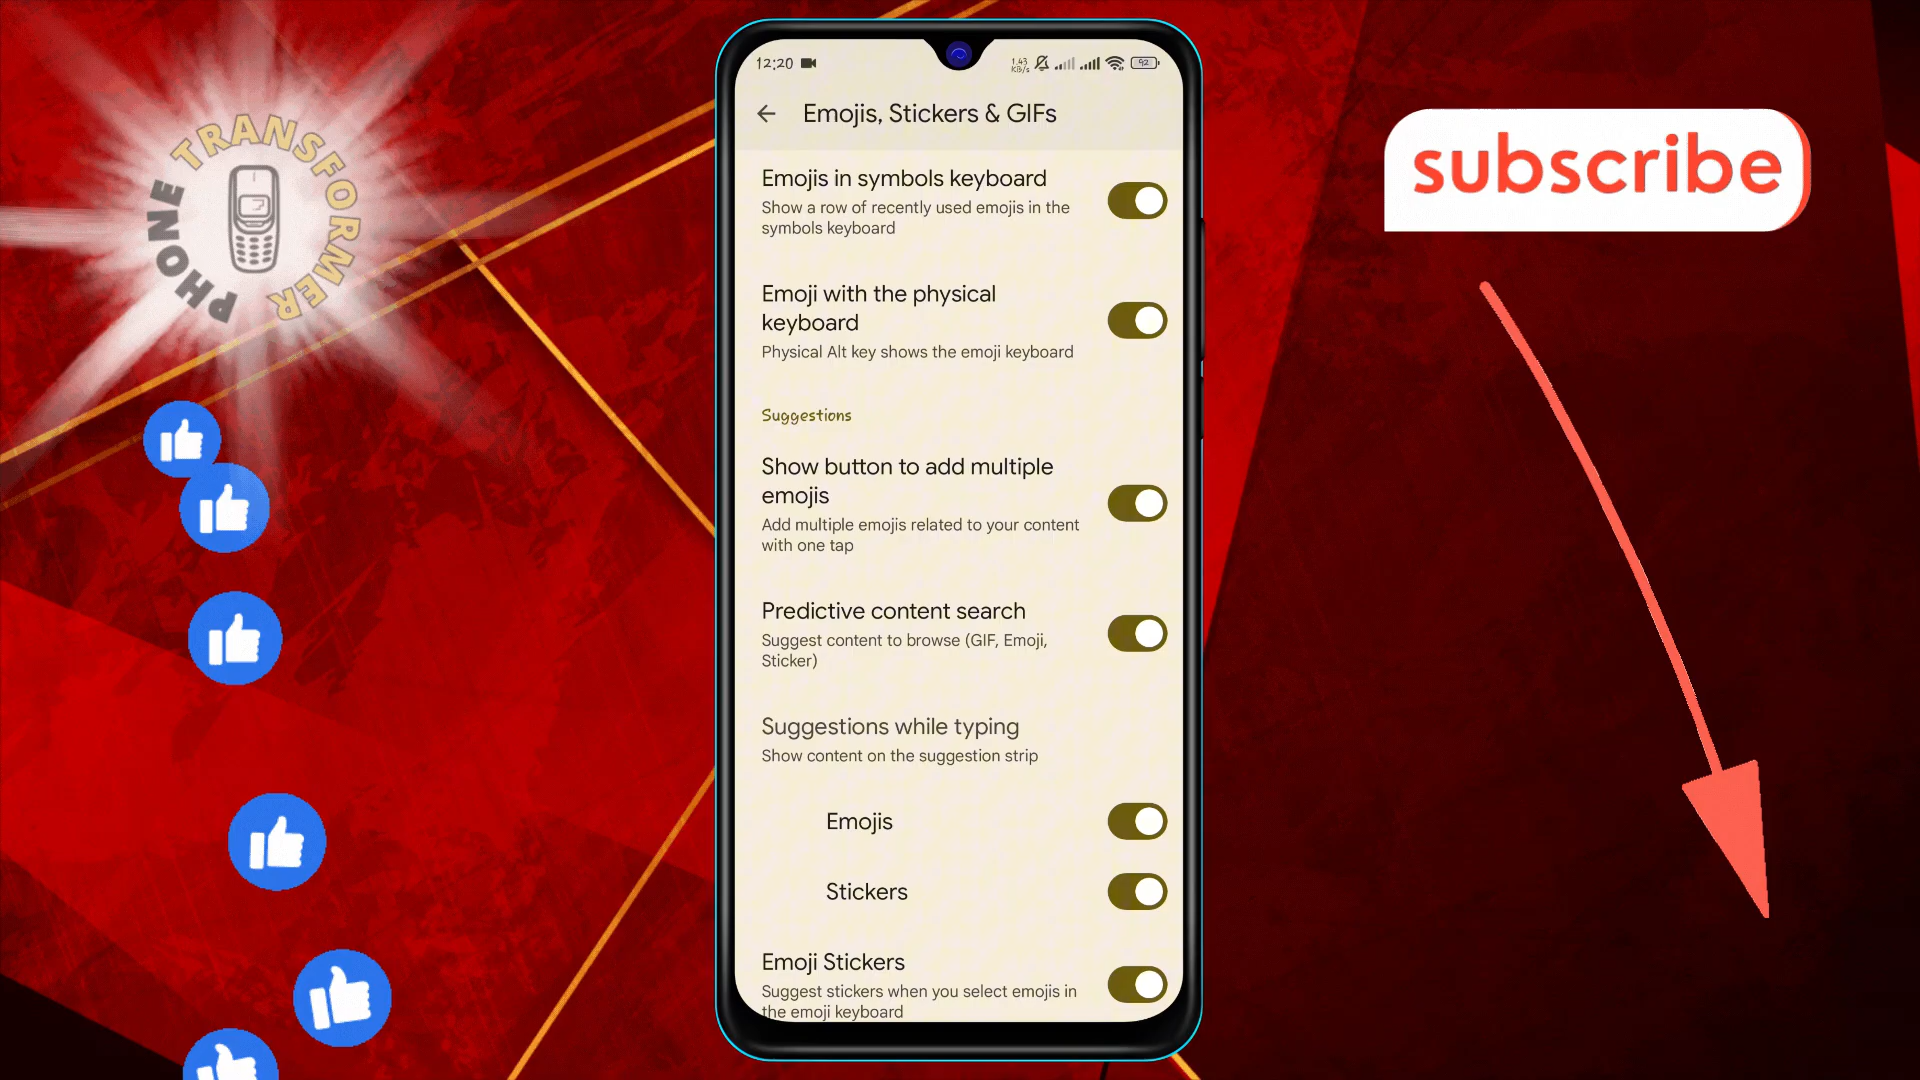 PHONE TRANSFORMER
12:20
1.43
KB/s
92
Emojis, Stickers & GIFs
Emojis in symbols keyboard
Show a row of recently used emojis in the
symbols keyboard
Emoji with the physical
keyboard
Physical Alt key shows the emoji keyboard
Suggestions
Show button to add multiple
emojis
Add multiple emojis related to your content
with one tap
Predictive content search
Suggest content to browse (GIF, Emoji,
Sticker)
Suggestions while typing
Show content on the suggestion strip
Emojis
Stickers
Emoji Stickers
Suggest stickers when you select emojis in
the emoji keyboard
subscribe